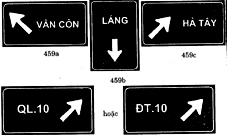 VÂN CÔN
LÁNG
HÀ TÂY
459a
459b
459c
QL.10
hoặc
ĐT.10